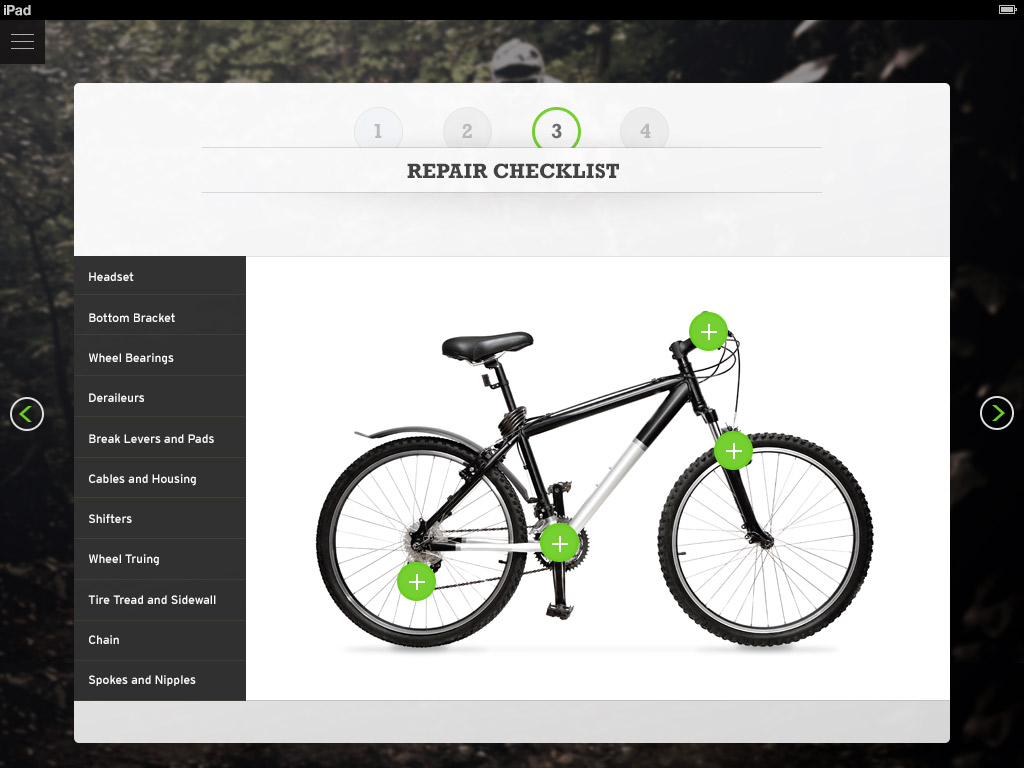 iPad
1 2 3 4
REPAIR CHECKLIST
Headset
Bottom Bracket
Wheel Bearings
Deraileurs
Break Levers and Pads
Cables and Housing
Shifters
Wheel Truing
Tire Tread and Sidewall
Chain
Spokes and Nipples